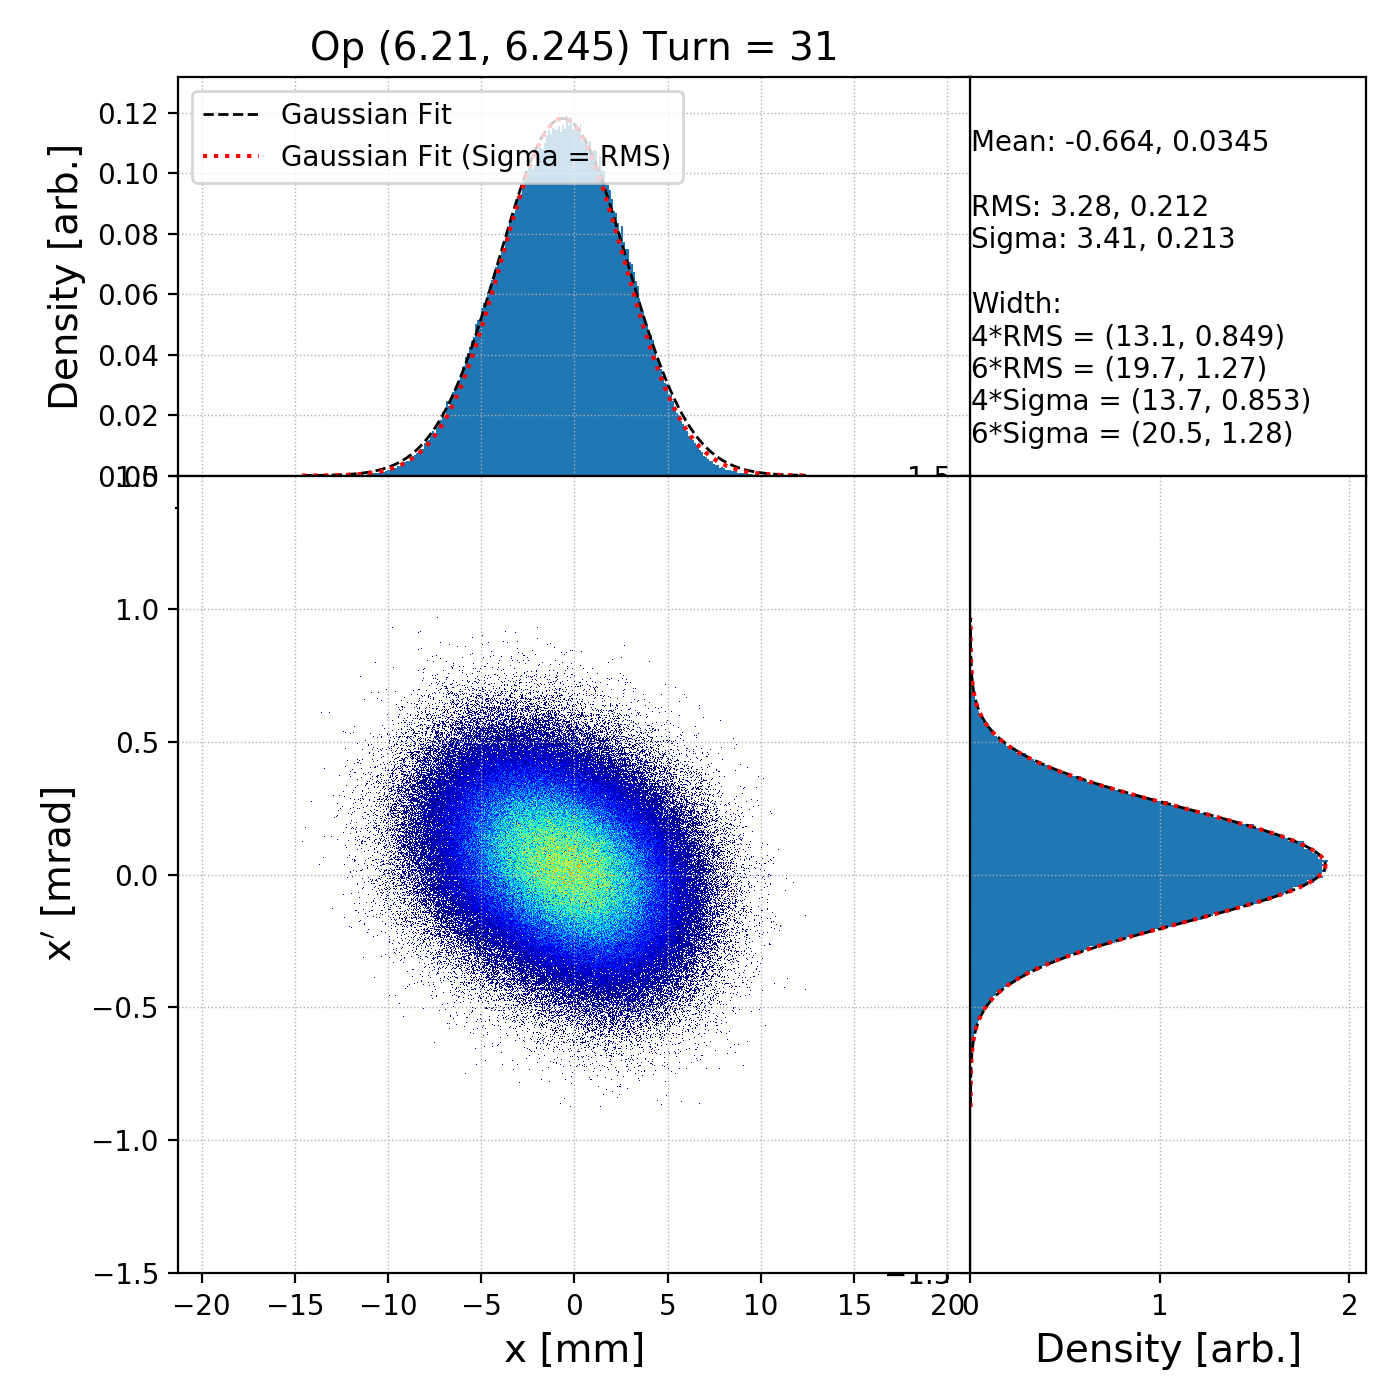 Op (6.21, 6.245) Turn = 31
Gaussian Fit
Gaussian Fit (Sigma = RMS)
Density [arb.]
0.12
0.10
0.08
0.06
0.04
0.02
Mean: -0.664, 0.0345
RMS: 3.28, 0.212
Sigma: 3.41, 0.213
Width:
4*RMS = (13.1, 0.849)
6*RMS = (19.7, 1.27)
4*Sigma = (13.7, 0.853)
6*Sigma = (20.5, 1.28)
x′ [mrad]
1.0
0.5
0.0
−0.5
−1.0
−1.5
−20 −15 −10 −5 0 5 10 15 20
x [mm]
0 1 2
Density [arb.]